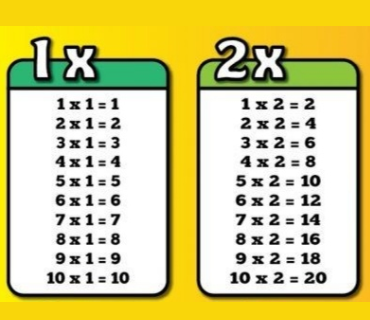 1x
1 x 1 = 1
2 x 1 = 2
3 x 1 = 3
4 x 1 = 4
5 x 1 = 5
6 x 1 = 6
7 x 1 = 7
8 x 1 = 8
9 x 1 = 9
10 x 1 = 10
2x
1 x 2 = 2
2 x 2 = 4
3 x 2 = 6
4 x 2 = 8
5 x 2 = 10
6 x 2 = 12
7 x 2 = 14
8 x 2 = 16
9 x 2 = 18
10 x 2 = 20